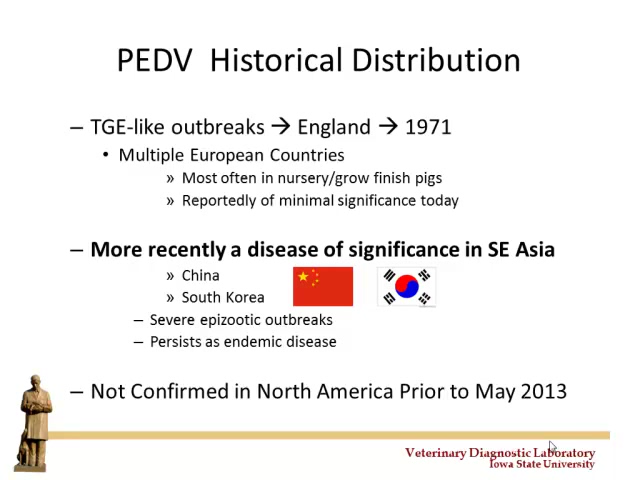 PEDV Historical Distribution
– TGE-like outbreaks → England → 1971
• Multiple European Countries
» Most often in nursery/grow finish pigs
» Reportedly of minimal significance today
– More recently a disease of significance in SE Asia
» China
» South Korea
– Severe epizootic outbreaks
– Persists as endemic disease
– Not Confirmed in North America Prior to May 2013
Veterinary Diagnostic Laboratory
Iowa State University